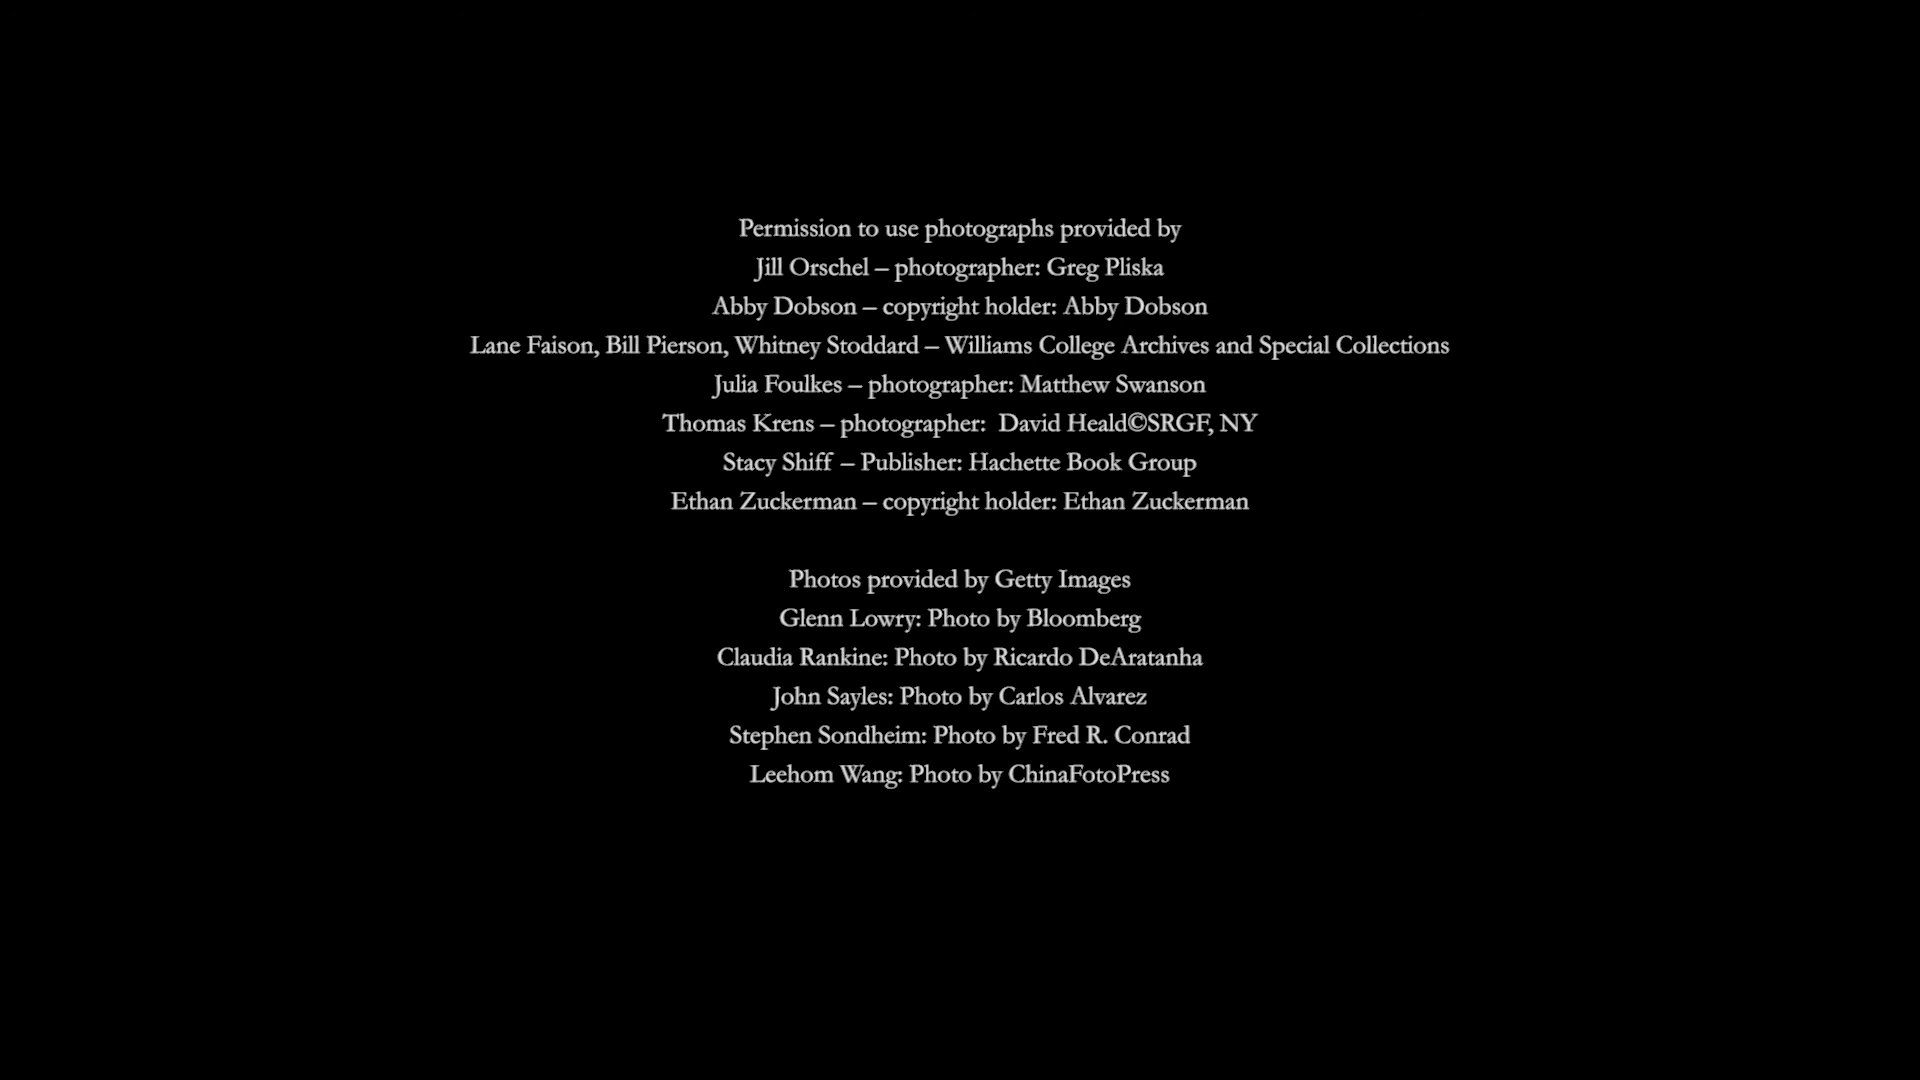 Permission to use photographs provided by
Jill Orschel – photographer: Greg Pliska
Abby Dobson – copyright holder: Abby Dobson
Lane Faison, Bill Pierson, Whitney Stoddard – Williams College Archives and Special Collections
Julia Foulkes – photographer: Matthew Swanson
Thomas Krens – photographer:  David Heald©SRGF, NY
Stacy Shiff – Publisher: Hachette Book Group
Ethan Zuckerman – copyright holder: Ethan Zuckerman
Photos provided by Getty Images
Glenn Lowry: Photo by Bloomberg
Claudia Rankine: Photo by Ricardo DeAratanha
John Sayles: Photo by Carlos Alvarez
Stephen Sondheim: Photo by Fred R. Conrad
Leehom Wang: Photo by ChinaFotoPress